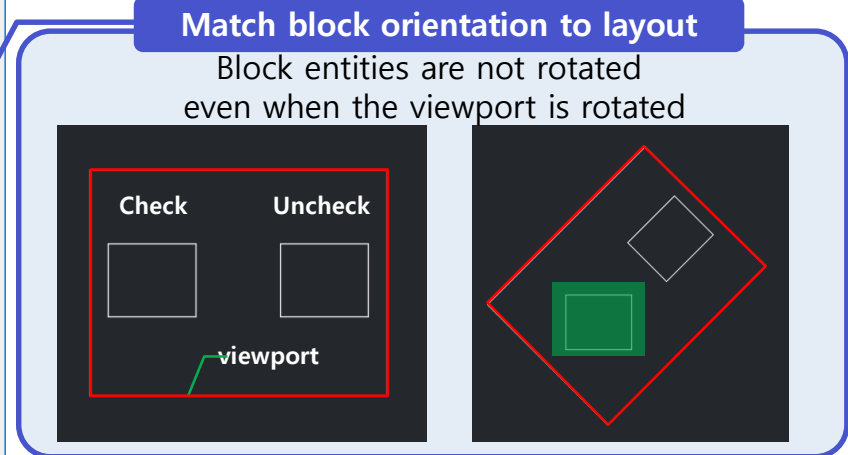 Match block orientation to layout
Block entities are not rotated
even when the viewport is rotated
Check
Uncheck
viewport